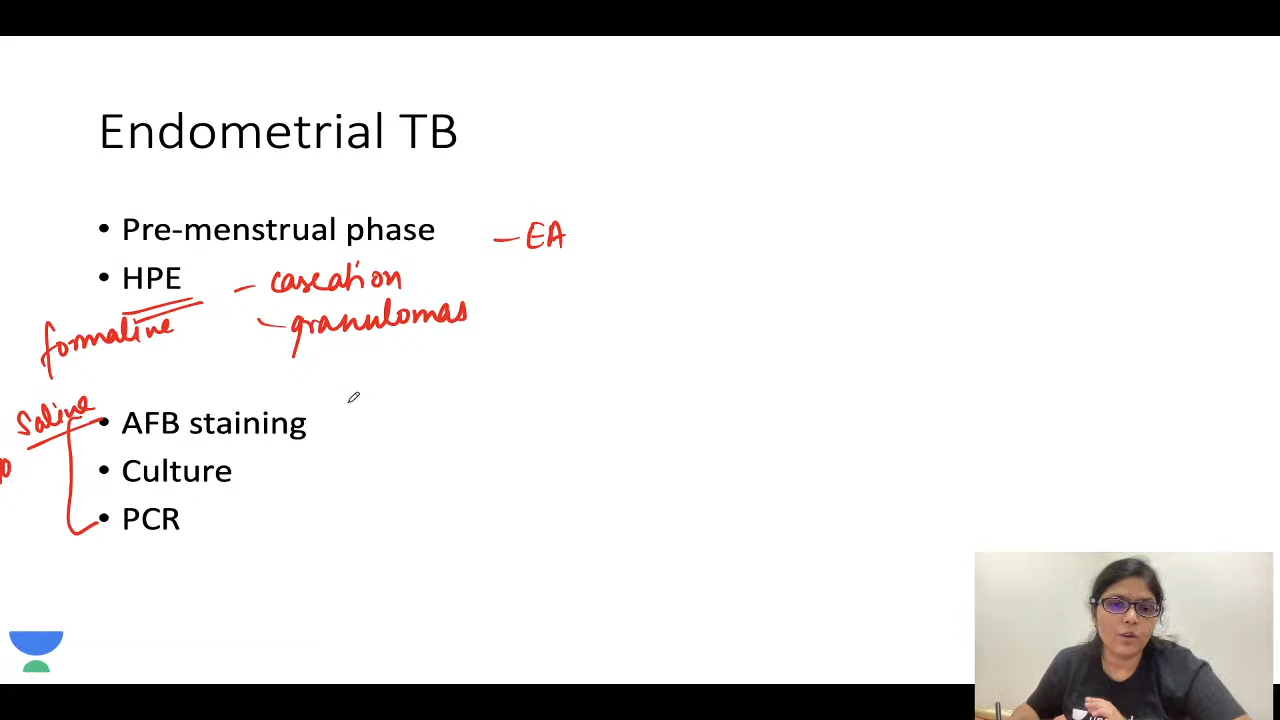 Endometrial TB
• Pre-menstrual phase – EA
• HPE – caseation
formaline – granulomas
Saline
• AFB staining
• Culture
• PCR